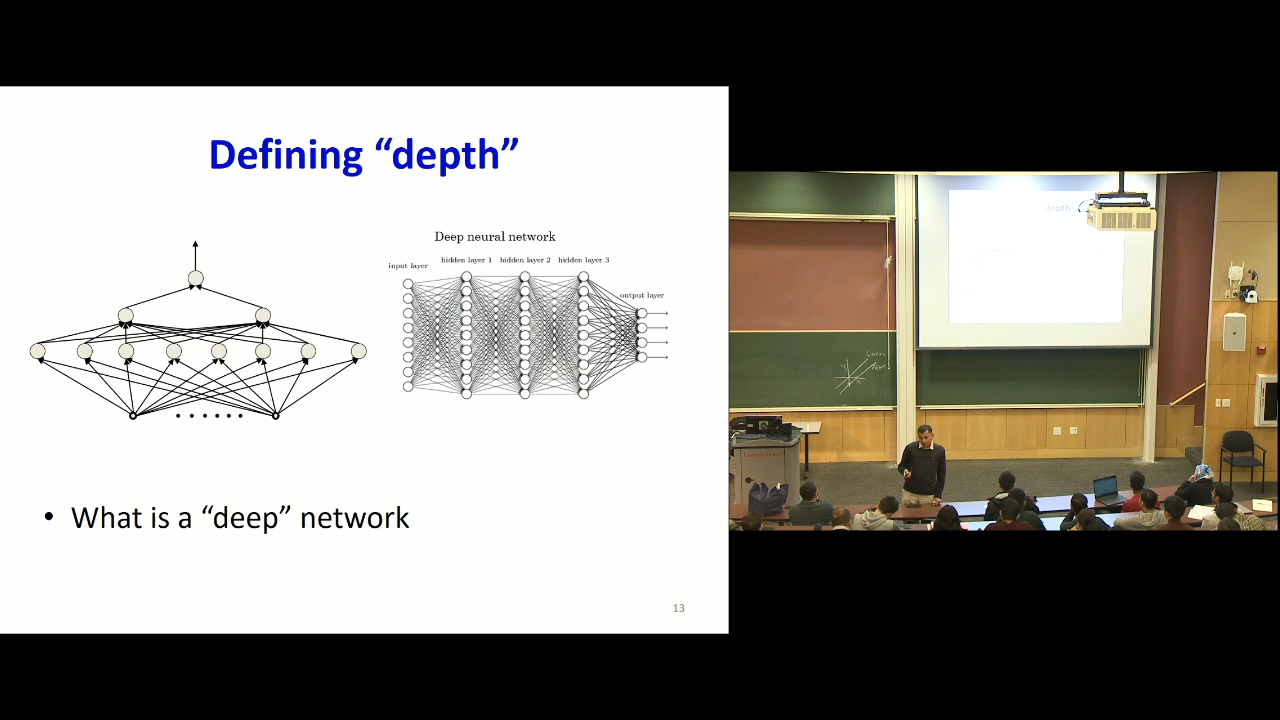 Defining “depth”
Deep neural network
input layer
hidden layer 1 hidden layer 2 hidden layer 3
output layer
• What is a “deep” network
13
depth